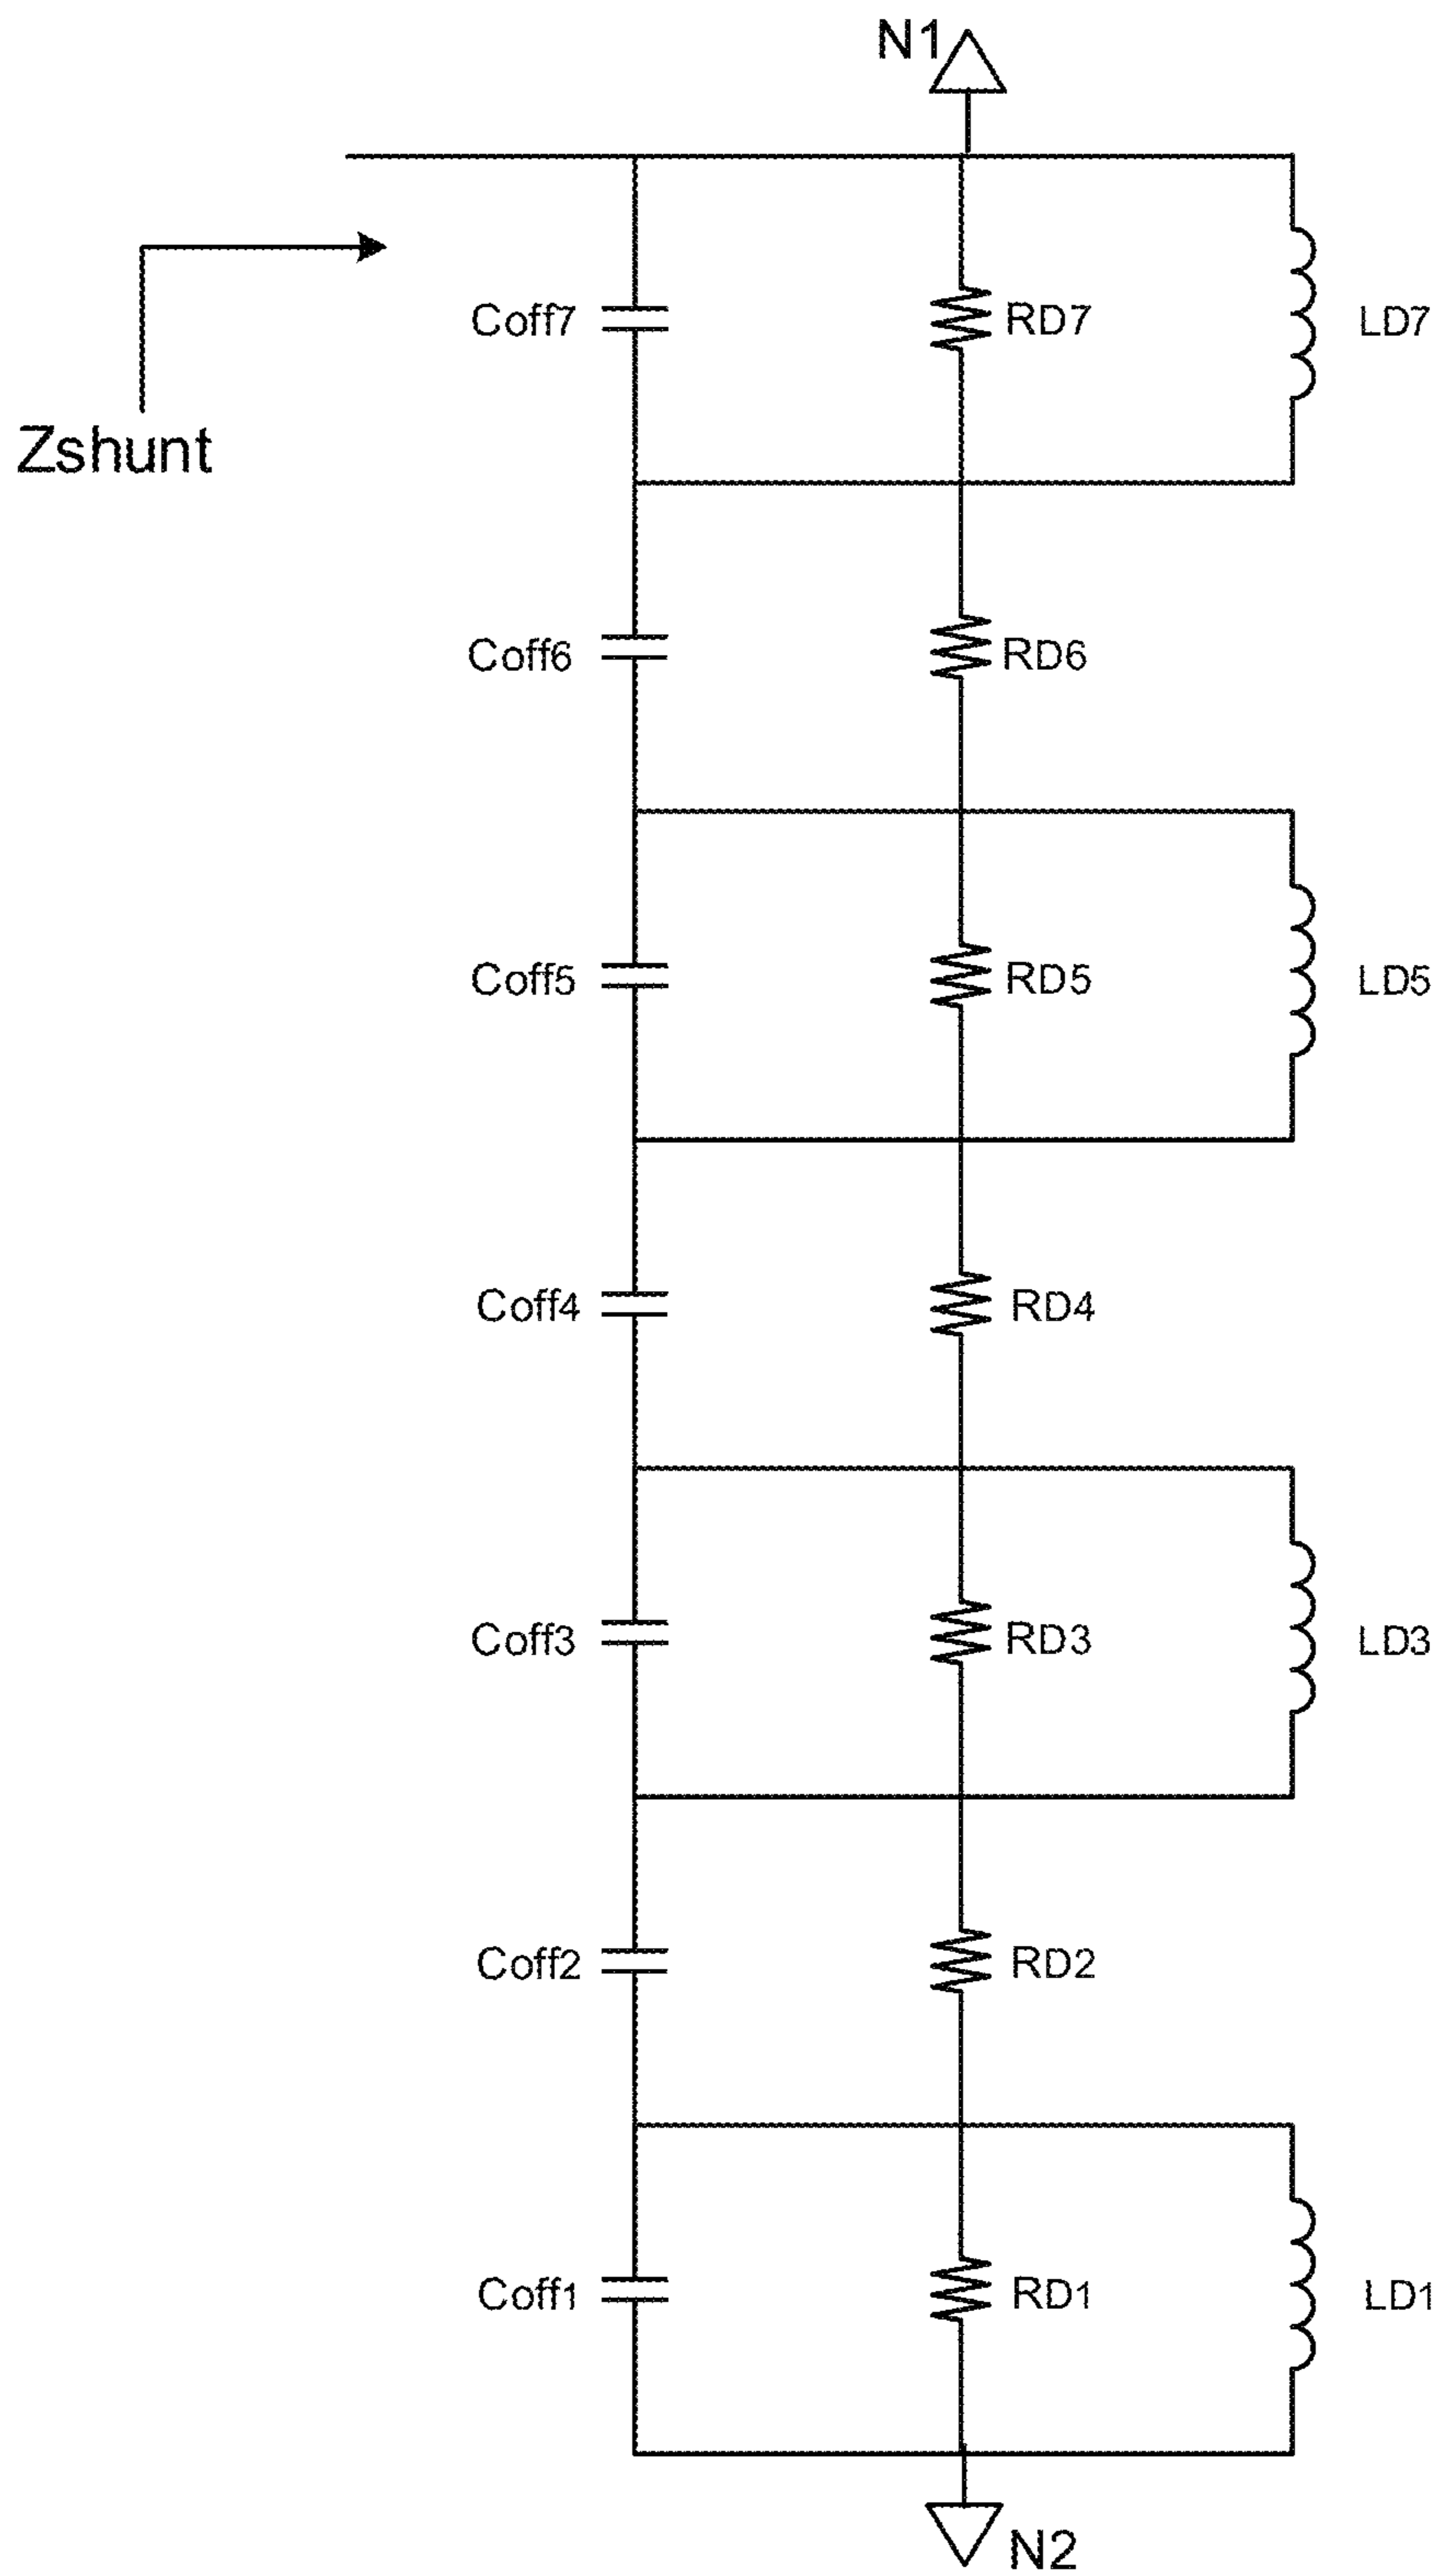 N1
Zshunt
Coff7 RD7 LD7
Coff6 RD6
Coff5 RD5 LD5
Coff4 RD4
Coff3 RD3 LD3
Coff2 RD2
Coff1 RD1 LD1
N2